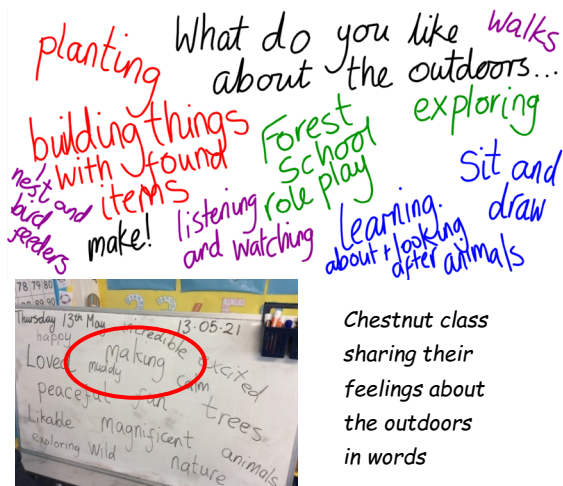 What do you like
about the outdoors...
walks
planting
exploring
building things
with found
items
nest and
bird
feeders
make!
Forest
School
role play
listening
and watching
Sit and
draw
learning.
about + looking
after animals
78 79 80
Thursday 13th May
13.05.21
happy
incredible
Loved
making
muddy
excited
calm
peaceful
fun
trees
Likable
magnificent
animals
exploring Wild
nature
Chestnut class
sharing their
feelings about
the outdoors
in words